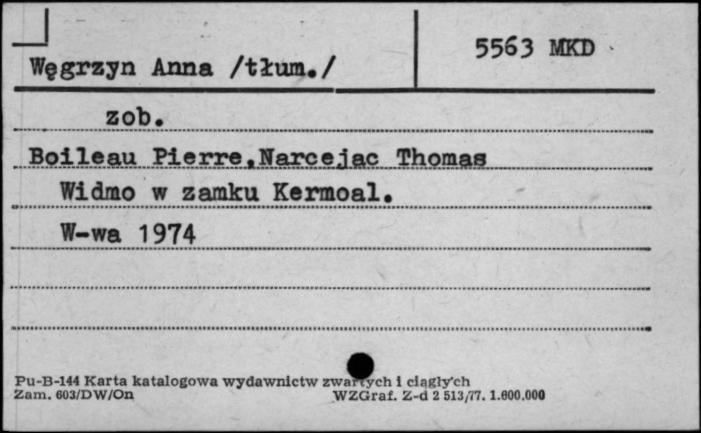 Węgrzyn Anna /tłum./
5563 MKD
zob.
Boileau Pierre,Narcejac Thomas
Widmo w zamku Kermoal.
W-wa 1974
Pu-B-144 Karta katalogowa wydawnictw zwartych i ciągłych
Zam. 603/DW/On
WZGraf. Z-d 2 513/77. 1.600.000